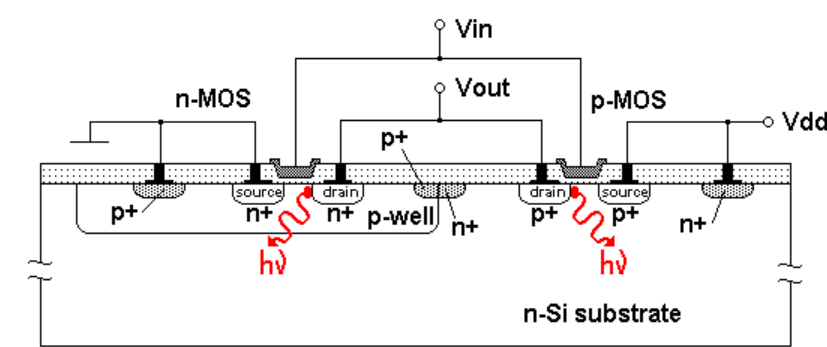 Vin
n-MOS
Vout
p-MOS
Vdd
p+
source
drain
drain
source
p+
n+
n+
p-well
n+
p+
p+
n+
hν
hν
n-Si substrate